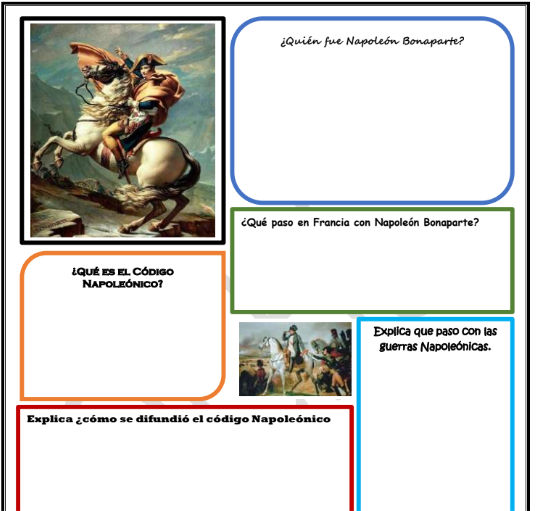 ¿Quién fue Napoleón Bonaparte?
¿Qué paso en Francia con Napoleón Bonaparte?
¿QUÉ ES EL CÓDIGO
NAPOLEÓNICO?
Explica que paso con las
guerras Napoleónicas.
Explica ¿cómo se difundió el código Napoleónico